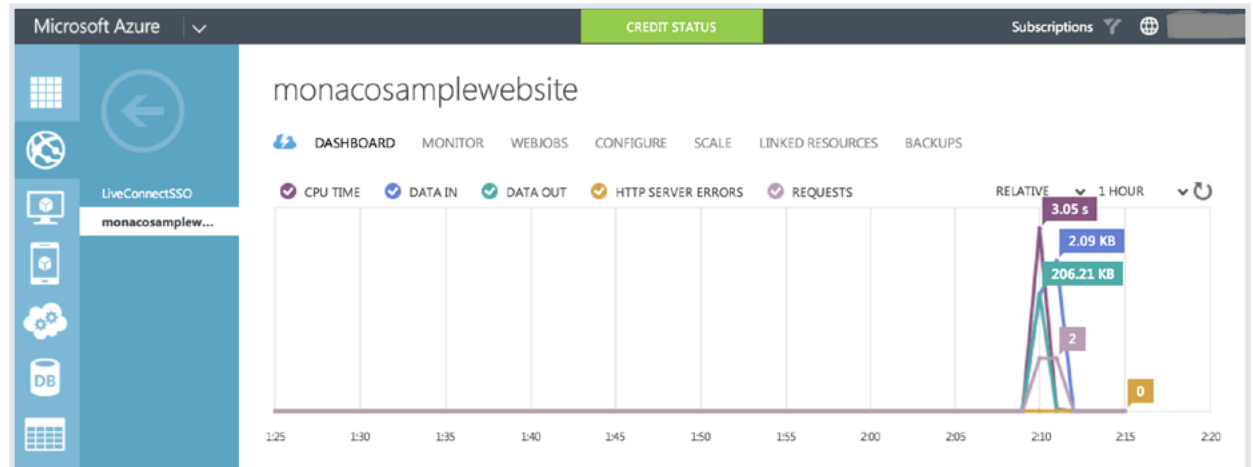 Microsoft Azure
CREDIT STATUS
Subscriptions
monacosamplewebsite
DASHBOARD MONITOR WEBJOBS CONFIGURE SCALE LINKED RESOURCES BACKUPS
LiveConnectSSO
monacosamplew...
CPU TIME DATA IN DATA OUT HTTP SERVER ERRORS REQUESTS RELATIVE 1 HOUR
3.05 s
2.09 KB
206.21 KB
2
0
DB
1:25 1:30 1:35 1:40 1:45 1:50 1:55 2:00 2:05 2:10 2:15 2:20